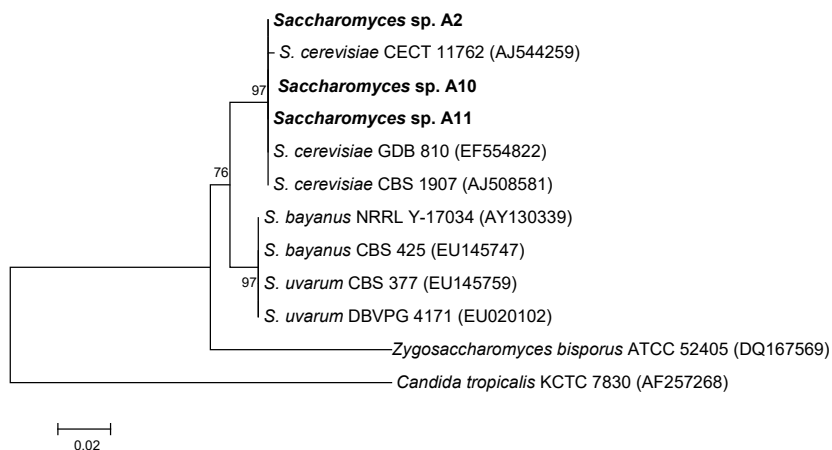 Saccharomyces sp. A2
S. cerevisiae CECT 11762 (AJ544259)
Saccharomyces sp. A10
97
Saccharomyces sp. A11
S. cerevisiae GDB 810 (EF554822)
76
S. cerevisiae CBS 1907 (AJ508581)
S. bayanus NRRL Y-17034 (AY130339)
S. bayanus CBS 425 (EU145747)
97
S. uvarum CBS 377 (EU145759)
S. uvarum DBVPG 4171 (EU020102)
Zygosaccharomyces bisporus ATCC 52405 (DQ167569)
Candida tropicalis KCTC 7830 (AF257268)
0.02